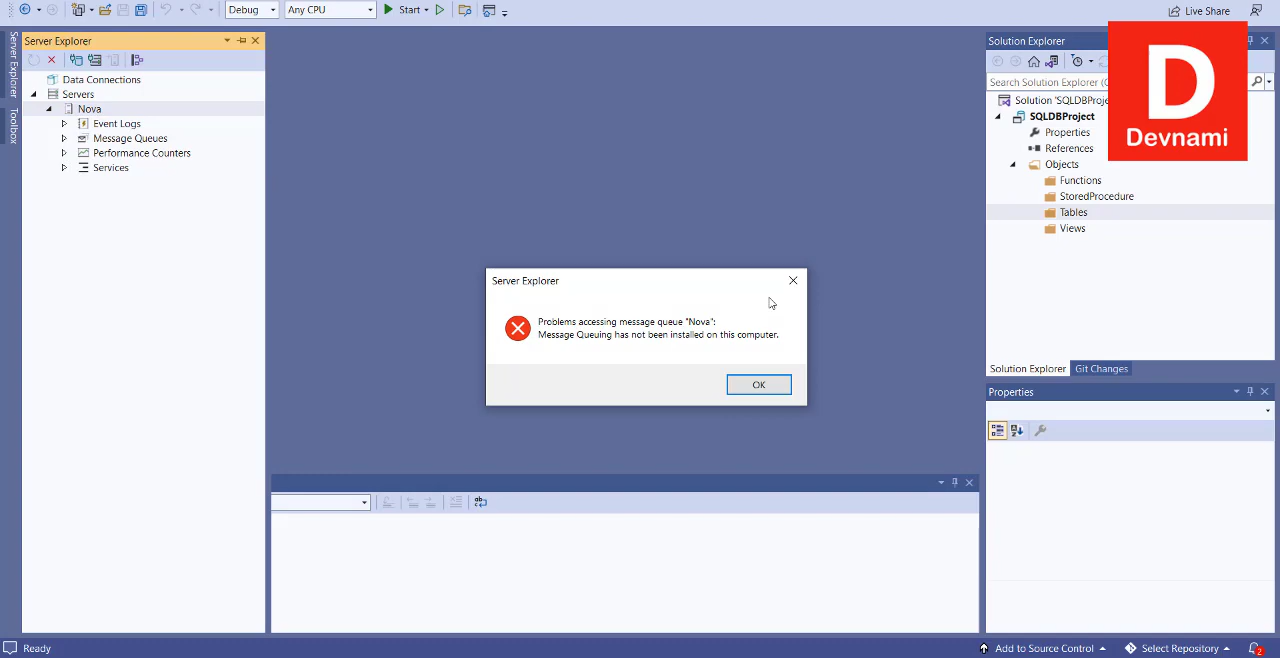 Debug
Any CPU
Start
Live Share
Server Explorer
Toolbox
Server Explorer
Data Connections
Servers
Nova
Event Logs
Message Queues
Performance Counters
Services
Server Explorer
Problems accessing message queue "Nova":
Message Queuing has not been installed on this computer.
OK
Solution Explorer
Search Solution Explorer (C
Solution 'SQLDBProje
SQLDBProject
Properties
References
Objects
Functions
StoredProcedure
Tables
Views
D
Devnami
Solution Explorer
Git Changes
Properties
Ready
Add to Source Control
Select Repository
2